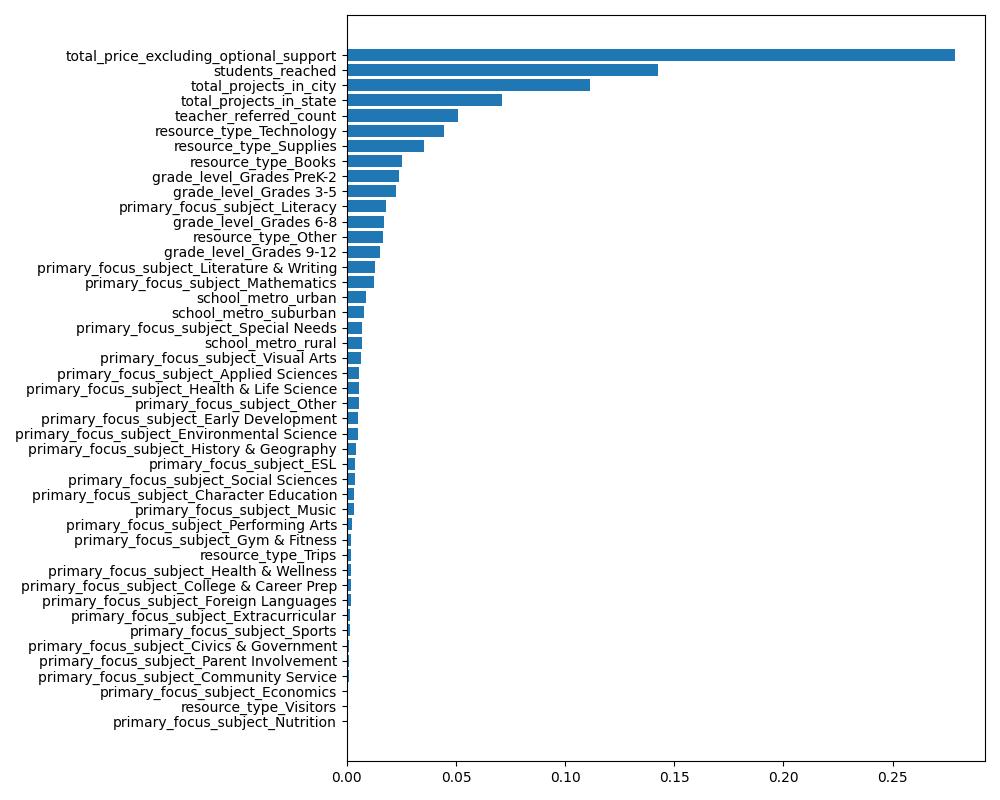 total_price_excluding_optional_support
students_reached
total_projects_in_city
total_projects_in_state
teacher_referred_count
resource_type_Technology
resource_type_Supplies
resource_type_Books
grade_level_Grades PreK-2
grade_level_Grades 3-5
primary_focus_subject_Literacy
grade_level_Grades 6-8
resource_type_Other
grade_level_Grades 9-12
primary_focus_subject_Literature & Writing
primary_focus_subject_Mathematics
school_metro_urban
school_metro_suburban
primary_focus_subject_Special Needs
school_metro_rural
primary_focus_subject_Visual Arts
primary_focus_subject_Applied Sciences
primary_focus_subject_Health & Life Science
primary_focus_subject_Other
primary_focus_subject_Early Development
primary_focus_subject_Environmental Science
primary_focus_subject_History & Geography
primary_focus_subject_ESL
primary_focus_subject_Social Sciences
primary_focus_subject_Character Education
primary_focus_subject_Music
primary_focus_subject_Performing Arts
primary_focus_subject_Gym & Fitness
resource_type_Trips
primary_focus_subject_Health & Wellness
primary_focus_subject_College & Career Prep
primary_focus_subject_Foreign Languages
primary_focus_subject_Extracurricular
primary_focus_subject_Sports
primary_focus_subject_Civics & Government
primary_focus_subject_Parent Involvement
primary_focus_subject_Community Service
primary_focus_subject_Economics
resource_type_Visitors
primary_focus_subject_Nutrition
0.00 0.05 0.10 0.15 0.20 0.25